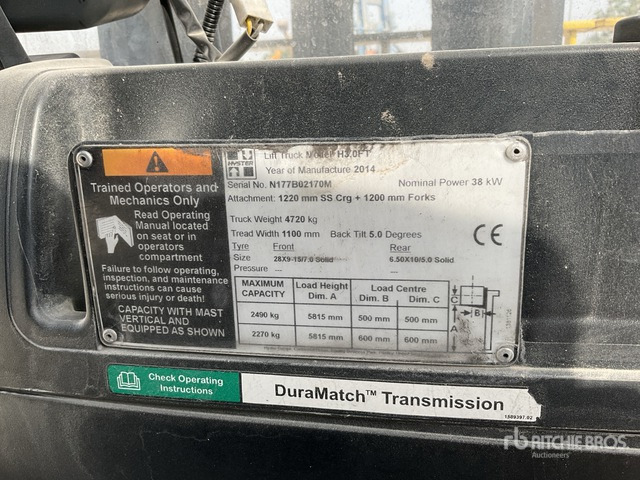 Trained Operators and
Mechanics Only
Read Operating
Manual located
on seat or in
operators
compartment
Failure to follow operating,
inspection, and maintenance
instructions can cause
serious injury or death!
CAPACITY WITH MAST
VERTICAL AND
EQUIPPED AS SHOWN
HYSTER
Lift Truck Model H3.0FT
Year of Manufacture 2014
Serial No. N177B02170M Nominal Power 38 kW
Attachment: 1220 mm SS Crg + 1200 mm Forks
Truck Weight 4720 kg
Tread Width 1100 mm Back Tilt 5.0 Degrees
Tyre Front Rear
Size 28X9-15/7.0 Solid 6.50X10/5.0 Solid
Pressure — —
CE
MAXIMUM CAPACITY Load Height Dim. A Load Centre Dim. B Dim. C
2490 kg 5815 mm 500 mm 500 mm
2270 kg 5815 mm 600 mm 600 mm
C
B
A
Check Operating
Instructions
DuraMatch™ Transmission
1589397.02
rb RITCHIE BROS
Auctioneers